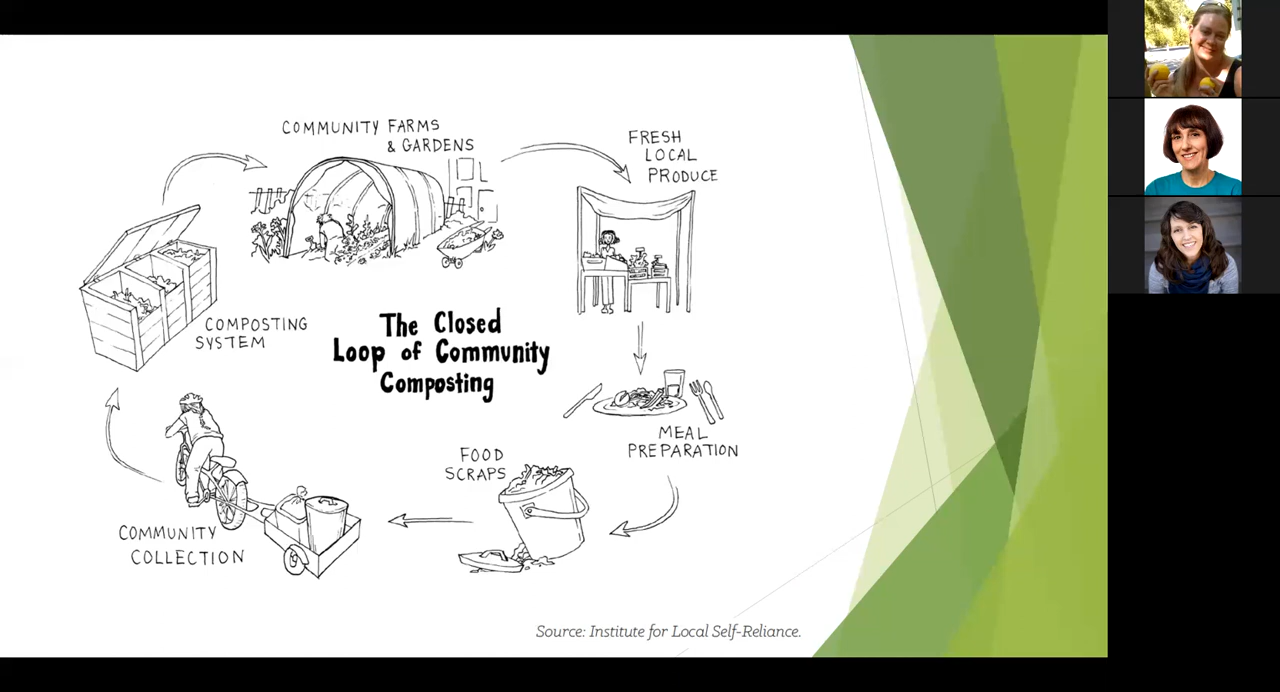 COMMUNITY FARMS
& GARDENS
FRESH
LOCAL
PRODUCE
COMPOSTING
SYSTEM
The Closed
Loop of Community
Composting
MEAL
PREPARATION
FOOD
SCRAPS
COMMUNITY
COLLECTION
Source: Institute for Local Self-Reliance.